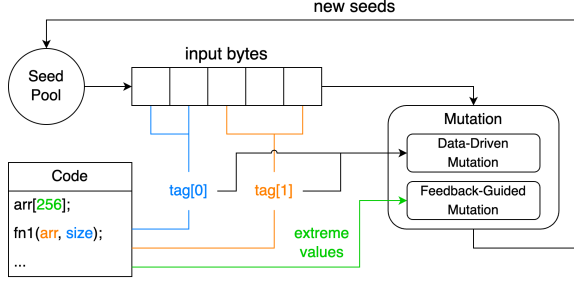 new seeds
input bytes
Seed
Pool
Mutation
Data-Driven
Mutation
Feedback-Guided
Mutation
Code
arr[256];
fn1(arr, size);
...
tag[0]
tag[1]
extreme
values